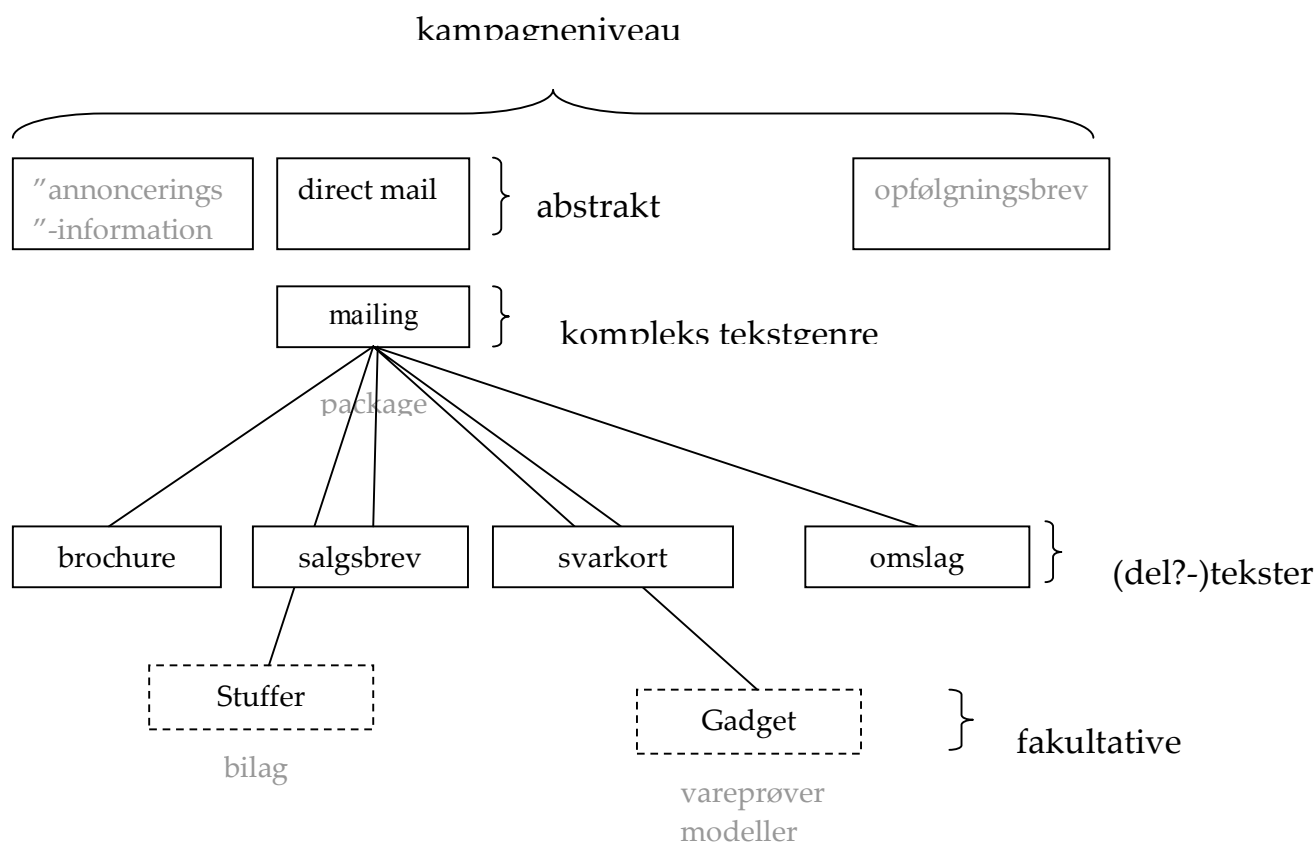 kampagneniveau
”annoncerings
”-information
direct mail
abstrakt
opfølgningsbrev
mailing
kompleks tekstgenre
package
brochure
salgsbrev
svarkort
omslag
(del?-)tekster
Stuffer
Gadget
fakultative
bilag
vareprøver
modeller